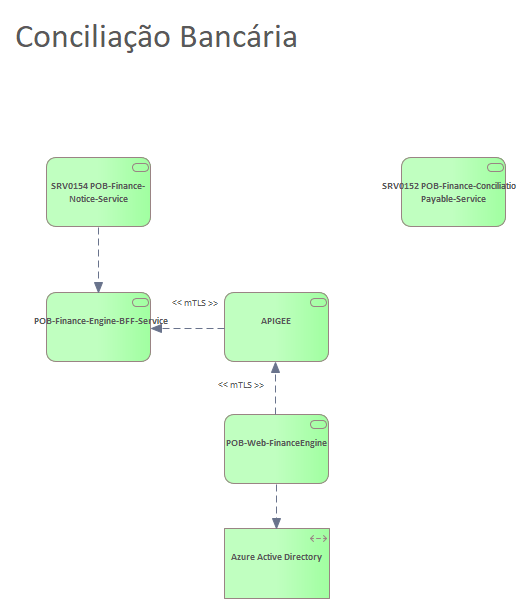 Conciliação Bancária
SRV0154 POB-Finance-
Notice-Service
SRV0152 POB-Finance-Conciliatio
Payable-Service
<< mTLS >>
POB-Finance-Engine-BFF-Service
APIGEE
<< mTLS >>
POB-Web-FinanceEngine
Azure Active Directory